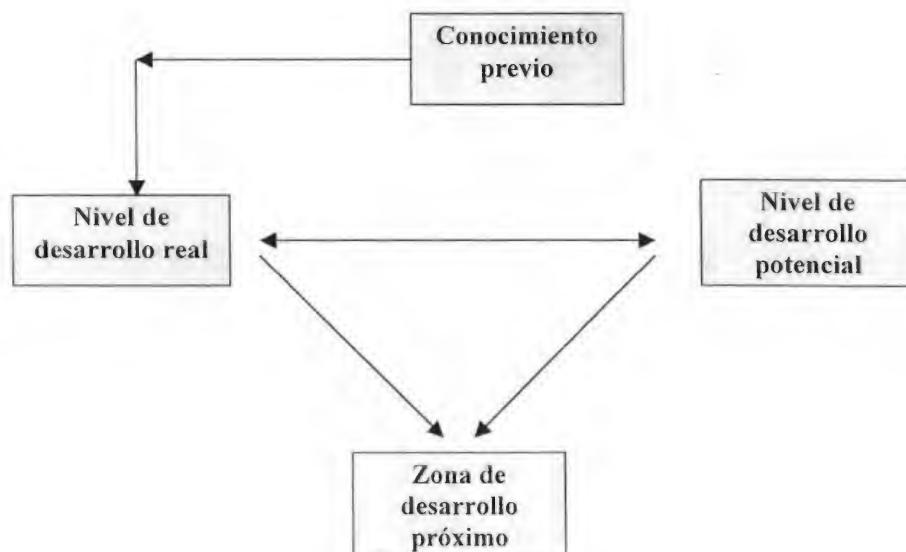 Conocimiento
previo
Nivel de
desarrollo real
Nivel de
desarrollo
potencial
Zona de
desarrollo
próximo